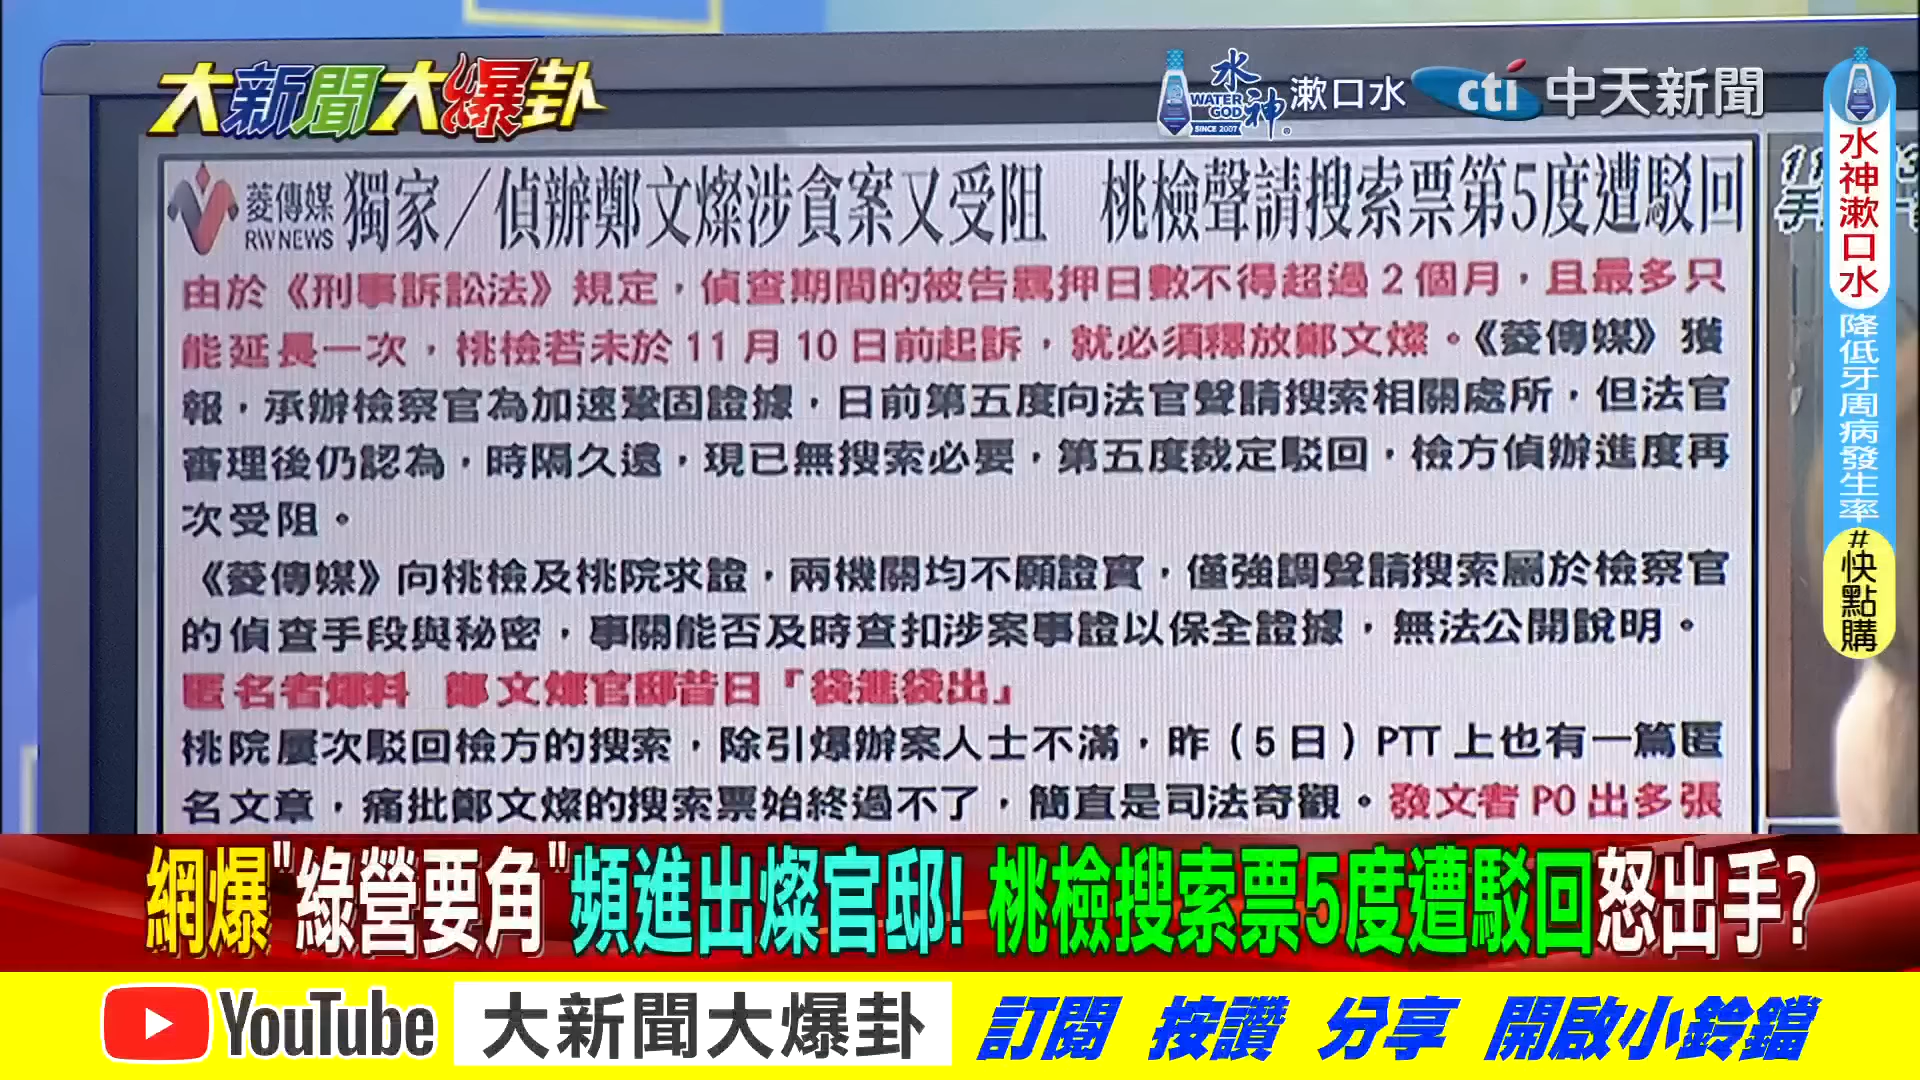 大新聞大爆卦
水神
WATER GOD
SINCE 2007
漱口水
cti 中天新聞
菱傳媒
RW NEWS
獨家／偵辦鄭文燦涉貪案又受阻 桃檢聲請搜索票第5度遭駁回
由於《刑事訴訟法》規定，偵查期間的被告羈押日數不得超過2個月，且最多只
能延長一次，桃檢若未於11月10日前起訴，就必須釋放鄭文燦。《菱傳媒》獲
報，承辦檢察官為加速鞏固證據，日前第五度向法官聲請搜索相關處所，但法官
審理後仍認為，時隔久遠，現已無搜索必要，第五度裁定駁回，檢方偵辦進度再
次受阻。
《菱傳媒》向桃檢及桃院求證，兩機關均不願證實，僅強調聲請搜索屬於檢察官
的偵查手段與秘密，事關能否及時查扣涉案事證以保全證據，無法公開說明。
匿名者爆料 鄭文燦官邸昔日「袋進袋出」
桃院屢次駁回檢方的搜索，除引爆辦案人士不滿，昨（5日）PTT上也有一篇匿
名文章，痛批鄭文燦的搜索票始終過不了，簡直是司法奇觀。發文者PO出多張
水神漱口水
降低牙周病發生率
#快點購
網爆"綠營要角"頻進出燦官邸! 桃檢搜索票5度遭駁回怒出手?
YouTube 大新聞大爆卦 訂閱 按讚 分享 開啟小鈴鐺